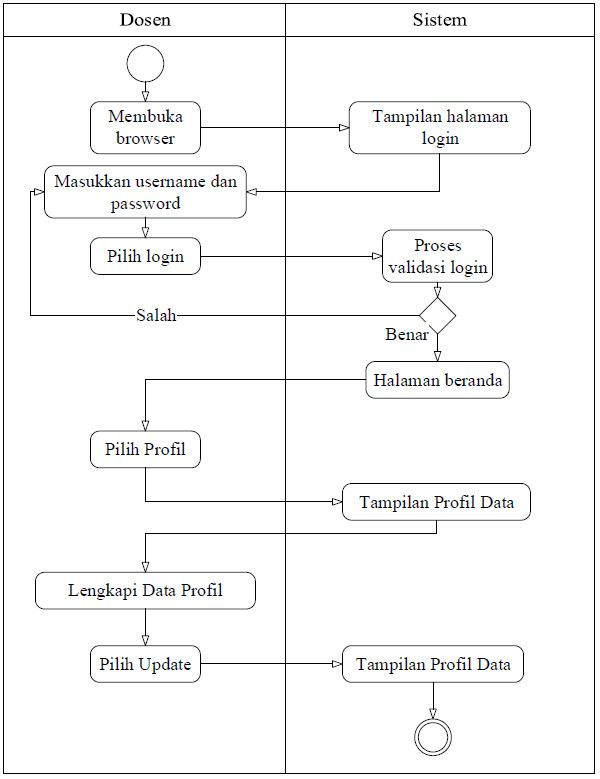 Dosen
Sistem
Membuka
browser
Tampilan halaman
login
Masukkan username dan
password
Pilih login
Proses
validasi login
Salah
Benar
Halaman beranda
Pilih Profil
Tampilan Profil Data
Lengkapi Data Profil
Pilih Update
Tampilan Profil Data